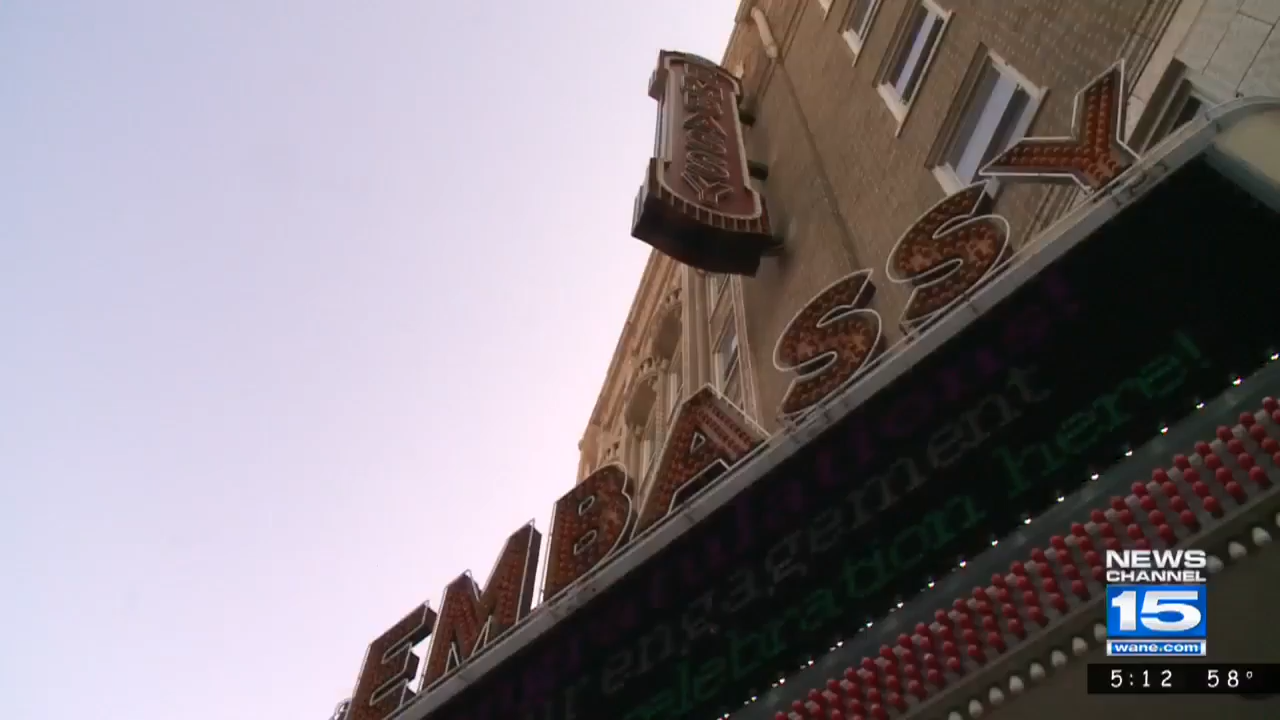 EMBASSY
EMBASSY
engagement
celebration here!
NEWS
CHANNEL
15
wane.com
5:12 58°